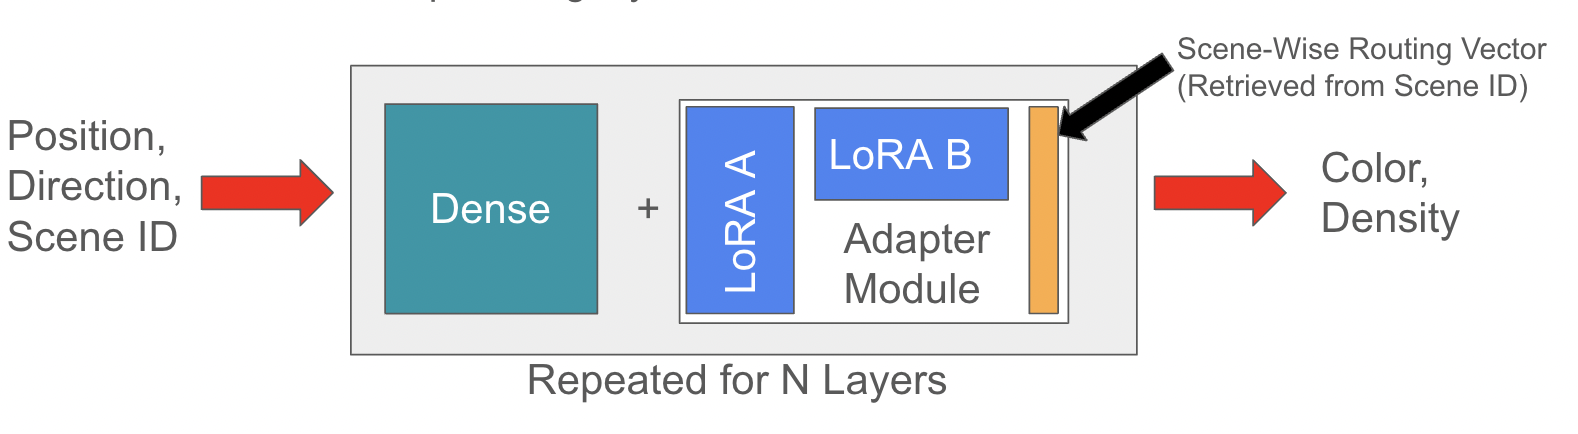 Position,
Direction,
Scene ID
Dense
+
LoRA A
LoRA B
Adapter
Module
Scene-Wise Routing Vector
(Retrieved from Scene ID)
Color,
Density
Repeated for N Layers